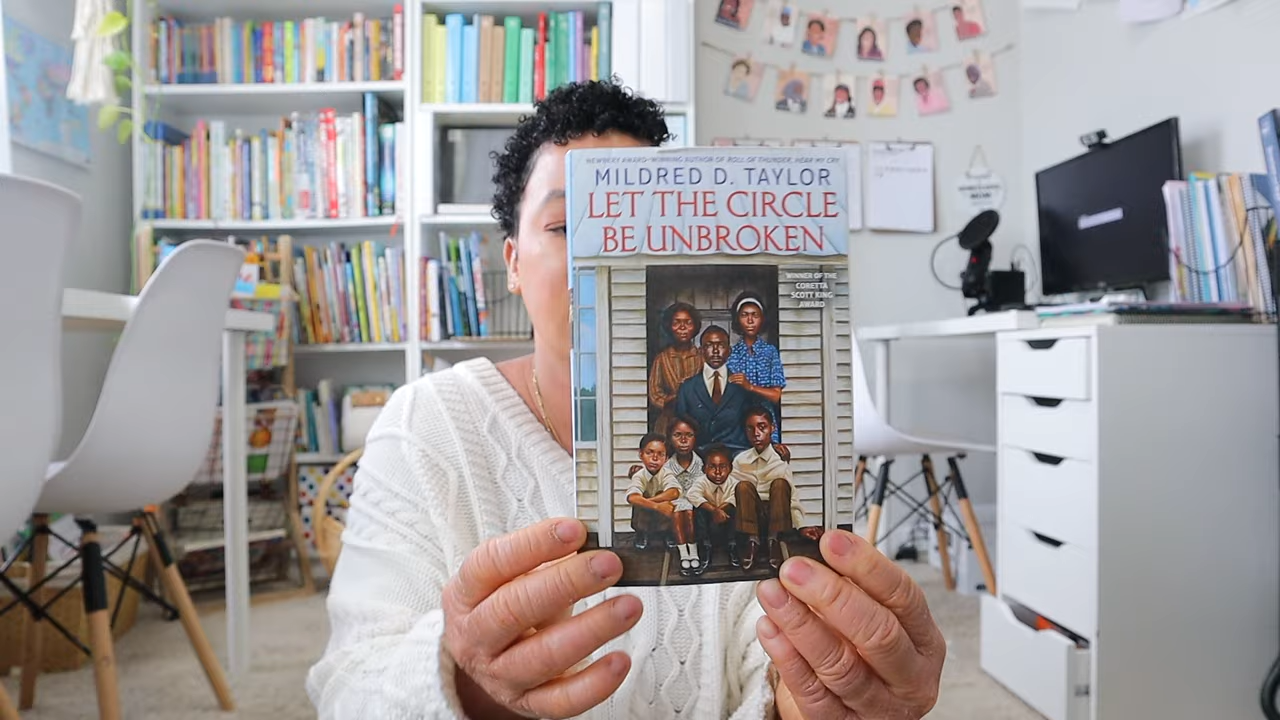 NEWBERY AWARD-WINNING AUTHOR OF ROLL OF THUNDER, HEAR MY CRY
MILDRED D. TAYLOR
LET THE CIRCLE
BE UNBROKEN
WINNER OF THE
CORETTA
SCOTT KING
AWARD